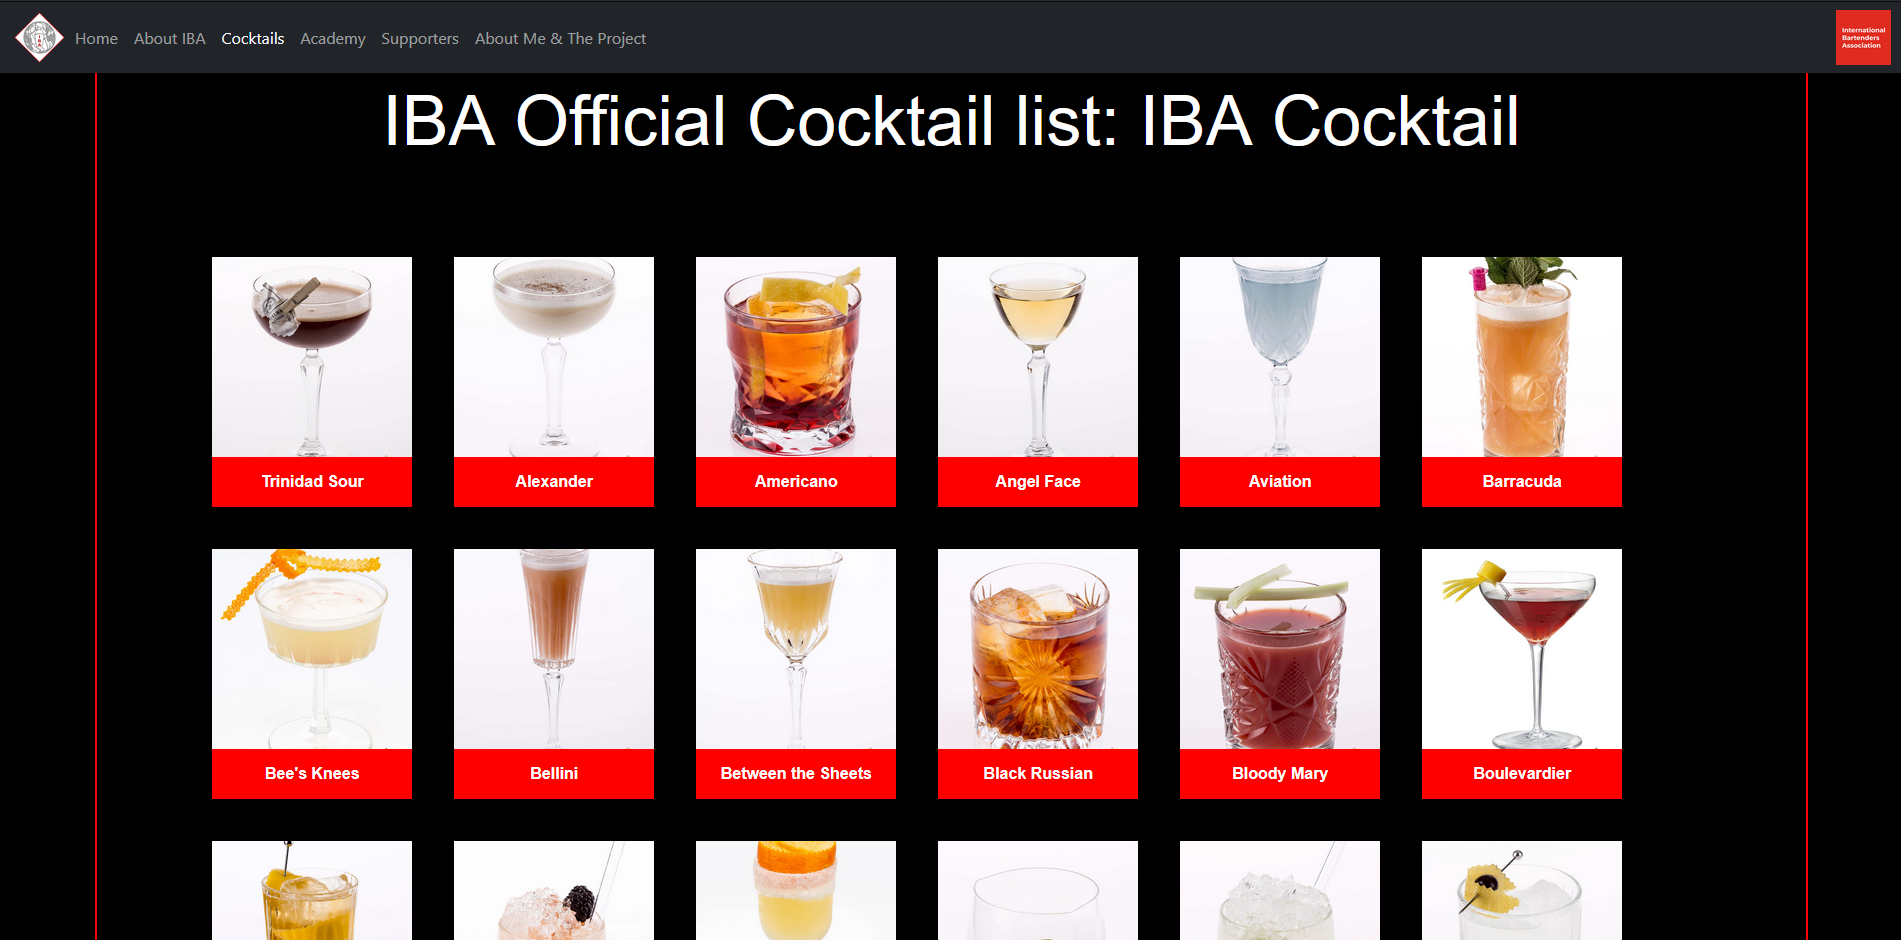 Home About IBA Cocktails Academy Supporters About Me & The Project
International
Bartenders
Association
IBA Official Cocktail list: IBA Cocktail
Trinidad Sour Alexander Americano Angel Face Aviation Barracuda
Bee's Knees Bellini Between the Sheets Black Russian Bloody Mary Boulevardier